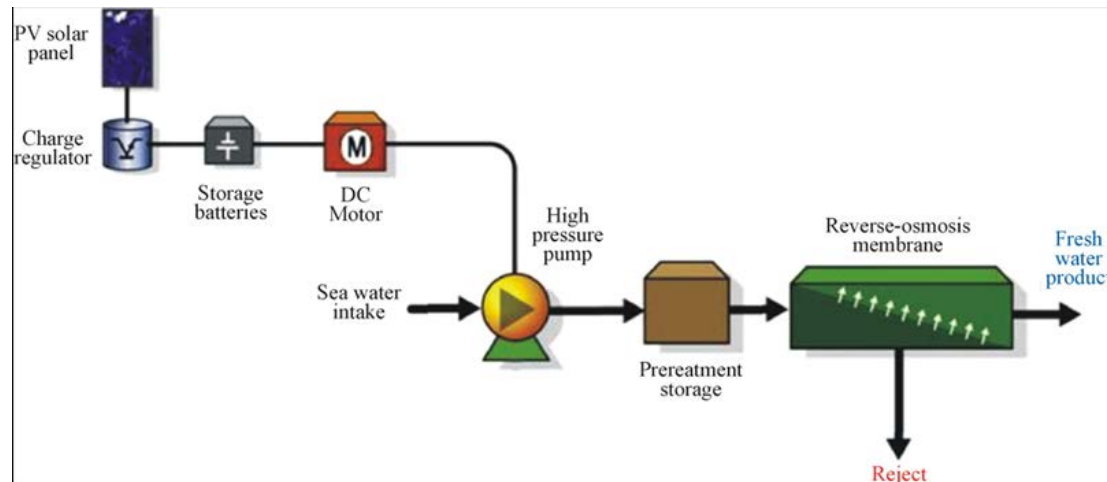 PV solar
panel
Charge
regulator
Storage
batteries
M
DC
Motor
High
pressure
pump
Sea water
intake
Prereatment
storage
Reverse-osmosis
membrane
Fresh
water
product
Reject